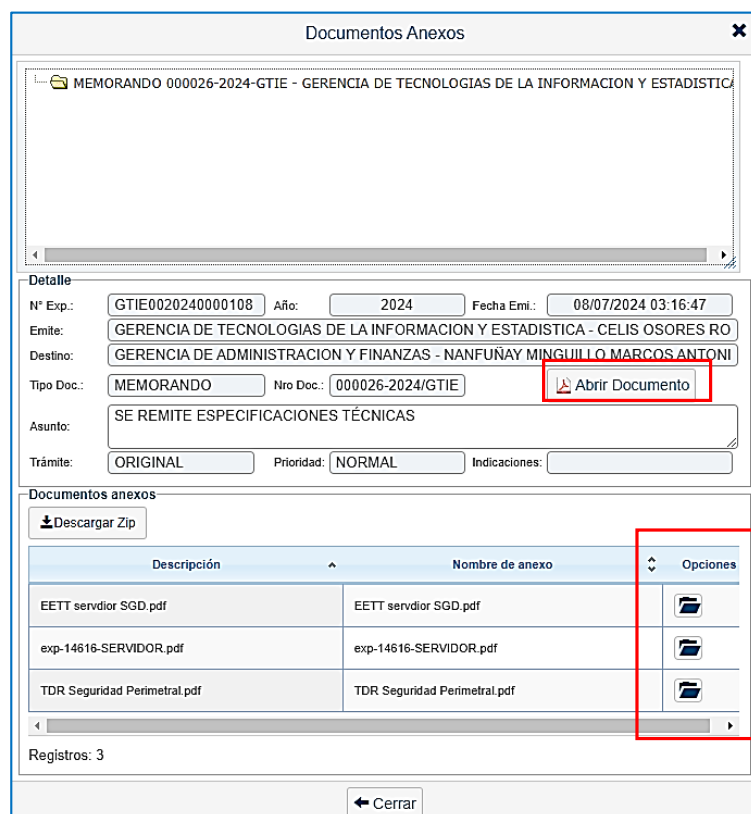 Documentos Anexos
MEMORANDO 000026-2024-GTIE - GERENCIA DE TECNOLOGIAS DE LA INFORMACION Y ESTADISTICA
Detalle
N° Exp.: GTIE0020240000108 Año: 2024 Fecha Emi.: 08/07/2024 03:16:47
Emite: GERENCIA DE TECNOLOGIAS DE LA INFORMACION Y ESTADISTICA - CELIS OSORES RO
Destino: GERENCIA DE ADMINISTRACION Y FINANZAS - NANFUÑAY MINGUILLO MARCOS ANTONI
Tipo Doc.: MEMORANDO Nro Doc.: 000026-2024/GTIE Abrir Documento
Asunto: SE REMITE ESPECIFICACIONES TÉCNICAS
Trámite: ORIGINAL Prioridad: NORMAL Indicaciones:
Documentos anexos
Descargar Zip
Descripción Nombre de anexo Opciones
EETT servdior SGD.pdf EETT servdior SGD.pdf
exp-14616-SERVIDOR.pdf exp-14616-SERVIDOR.pdf
TDR Seguridad Perimetral.pdf TDR Seguridad Perimetral.pdf
Registros: 3
Cerrar